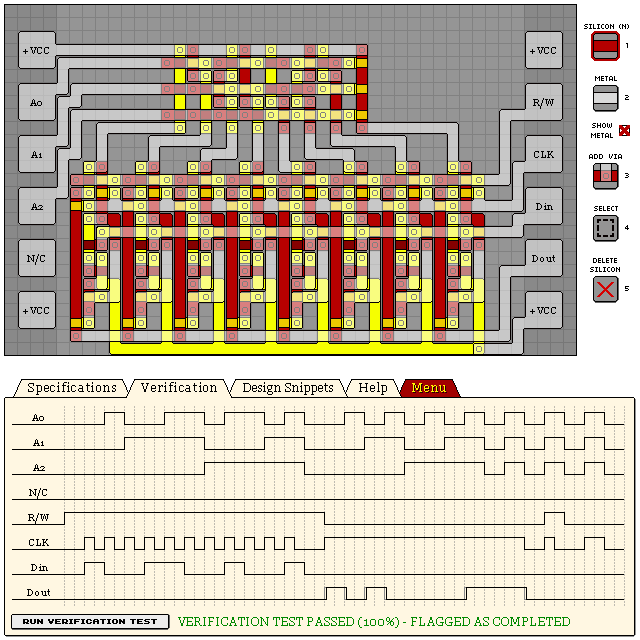 SILICON (N)
+VCC
+VCC
1
METAL
A0
R/W
2
SHOW METAL
A1
CLK
ADD VIA
3
A2
Din
SELECT
4
N/C
Dout
DELETE SILICON
5
+VCC
+VCC
Specifications
Verification
Design Snippets
Help
Menu
A0
A1
A2
N/C
R/W
CLK
Din
Dout
RUN VERIFICATION TEST
VERIFICATION TEST PASSED (100%) - FLAGGED AS COMPLETED